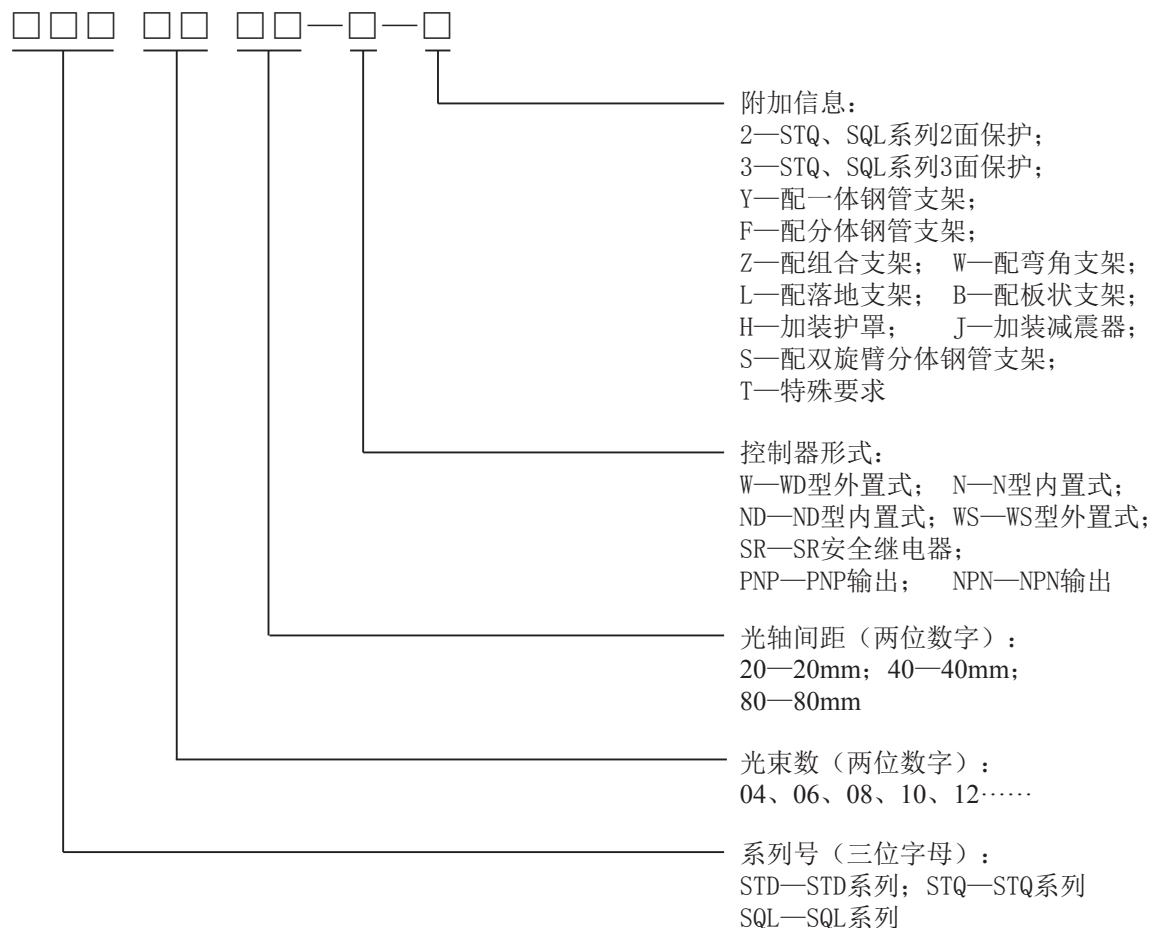 □□□ □□ □□—□—□
附加信息：
2—STQ、SQL系列2面保护；
3—STQ、SQL系列3面保护；
Y—配一体钢管支架；
F—配分体钢管支架；
Z—配组合支架； W—配弯角支架；
L—配落地支架； B—配板状支架；
H—加装护罩； J—加装减震器；
S—配双旋臂分体钢管支架；
T—特殊要求
控制器形式：
W—WD型外置式； N—N型内置式；
ND—ND型内置式；WS—WS型外置式；
SR—SR安全继电器；
PNP—PNP输出； NPN—NPN输出
光轴间距（两位数字）：
20—20mm；40—40mm；
80—80mm
光束数（两位数字）：
04、06、08、10、12……
系列号（三位字母）：
STD—STD系列；STQ—STQ系列
SQL—SQL系列